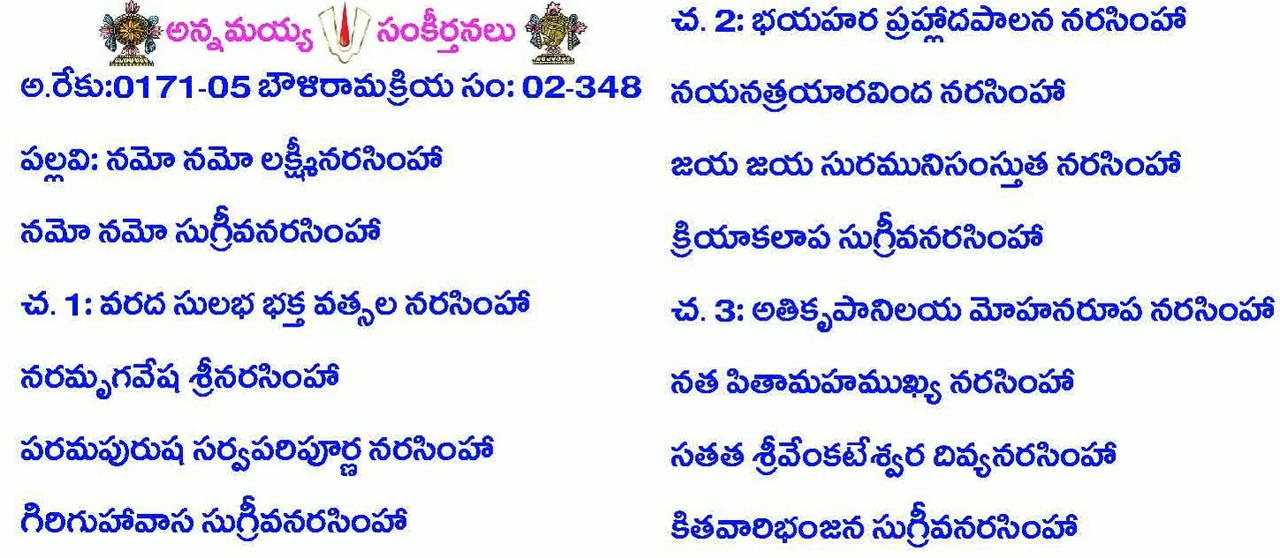 అన్నమయ్య సంకీర్తనలు
అ.రేకు:0171-05 బౌళిరామక్రియ సం: 02-348
పల్లవి: నమో నమో లక్ష్మీనరసింహా
నమో నమో సుగ్రీవనరసింహా
చ. 1: వరద సులభ భక్త వత్సల నరసింహా
నరమృగవేష శ్రీనరసింహా
పరమపురుష సర్వపరిపూర్ణ నరసింహా
గిరిగుహావాస సుగ్రీవనరసింహా
చ. 2: భయహర ప్రహ్లాదపాలన నరసింహా
నయనత్రయారవింద నరసింహా
జయ జయ సురమునిసంస్తుత నరసింహా
క్రియాకలాప సుగ్రీవనరసింహా
చ. 3: అతికృపానిలయ మోహనరూప నరసింహా
నత పితామహముఖ్య నరసింహా
సతత శ్రీవేంకటేశ్వర దివ్యనరసింహా
కితవారిభంజన సుగ్రీవనరసింహా